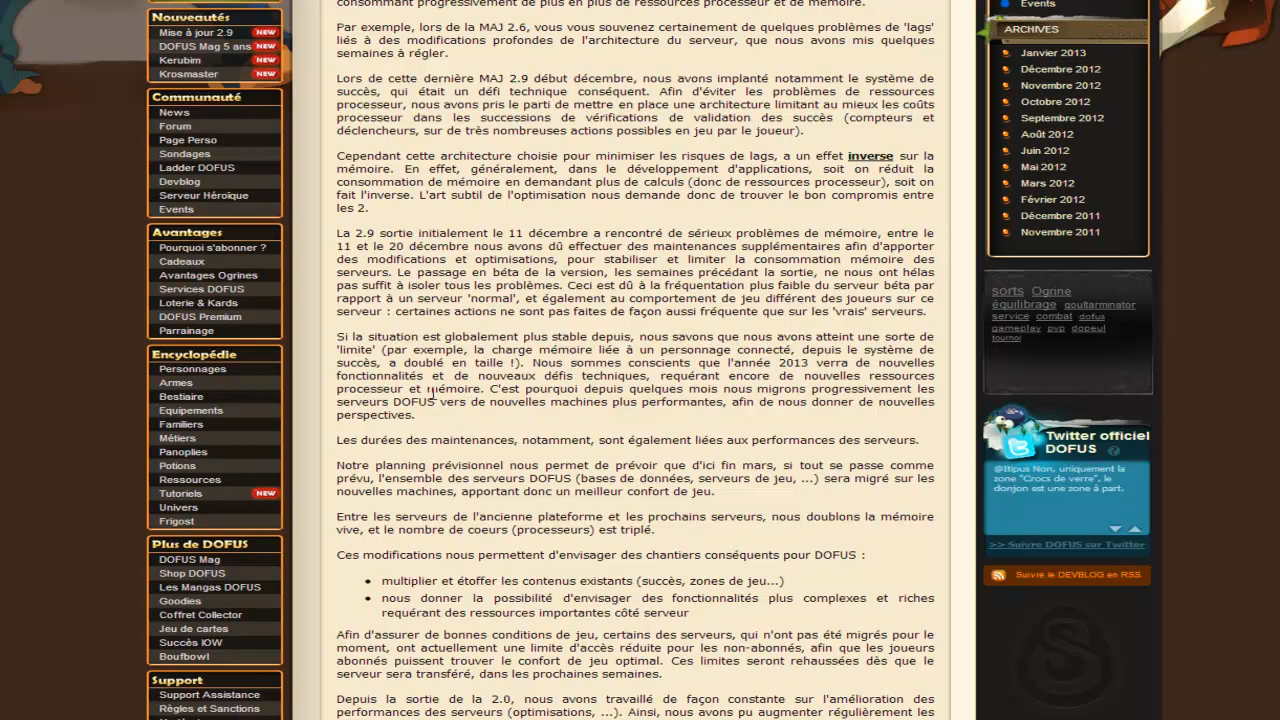 Nouveautés
Mise à jour 2.9 NEW
DOFUS Mag 5 ans NEW
Kerubim NEW
Krosmaster NEW
Communauté
News
Forum
Page Perso
Sondages
Ladder DOFUS
Devblog
Serveur Héroïque
Events
Avantages
Pourquoi s'abonner ?
Cadeaux
Avantages Ogrines
Services DOFUS
Loterie & Kards
DOFUS Premium
Parrainage
Encyclopédie
Personnages
Armes
Bestiaire
Equipements
Familiers
Métiers
Panoplies
Potions
Ressources
Tutoriels NEW
Univers
Frigost
Plus de DOFUS
DOFUS Mag
Shop DOFUS
Les Mangas DOFUS
Goodies
Coffret Collector
Jeu de cartes
Succès IOW
Boufbowl
Support
Support Assistance
Règles et Sanctions
consommant progressivement de plus en plus de ressources processeur et de mémoire.
Par exemple, lors de la MAJ 2.6, vous vous souvenez certainement de quelques problèmes de 'lags'
liés à des modifications profondes de l'architecture du serveur, que nous avons mis quelques
semaines à régler.
Lors de cette dernière MAJ 2.9 début décembre, nous avons implanté notamment le système de
succès, qui était un défi technique conséquent. Afin d'éviter les problèmes de ressources
processeur, nous avons pris le parti de mettre en place une architecture limitant au mieux les coûts
processeur dans les successions de vérifications de validation des succès (compteurs et
déclencheurs, sur de très nombreuses actions possibles en jeu par le joueur).
Cependant cette architecture choisie pour minimiser les risques de lags, a un effet inverse sur la
mémoire. En effet, généralement, dans le développement d'applications, soit on réduit la
consommation de mémoire en demandant plus de calculs (donc de ressources processeur), soit on
fait l'inverse. L'art subtil de l'optimisation nous demande donc de trouver le bon compromis entre
les 2.
La 2.9 sortie initialement le 11 décembre a rencontré de sérieux problèmes de mémoire, entre le
11 et le 20 décembre nous avons dû effectuer des maintenances supplémentaires afin d'apporter
des modifications et optimisations, pour stabiliser et limiter la consommation mémoire des
serveurs. Le passage en béta de la version, les semaines précédant la sortie, ne nous ont hélas
pas suffit à isoler tous les problèmes. Ceci est dû à la fréquentation plus faible du serveur béta par
rapport à un serveur 'normal', et également au comportement de jeu différent des joueurs sur ce
serveur : certaines actions ne sont pas faites de façon aussi fréquente que sur les 'vrais' serveurs.
Si la situation est globalement plus stable depuis, nous savons que nous avons atteint une sorte de
'limite' (par exemple, la charge mémoire liée à un personnage connecté, depuis le système de
succès, a doublé en taille !). Nous sommes conscients que l'année 2013 verra de nouvelles
fonctionnalités et de nouveaux défis techniques, requérant encore de nouvelles ressources
processeur et mémoire. C'est pourquoi depuis quelques mois nous migrons progressivement les
serveurs DOFUS vers de nouvelles machines plus performantes, afin de nous donner de nouvelles
perspectives.
Les durées des maintenances, notamment, sont également liées aux performances des serveurs.
Notre planning prévisionnel nous permet de prévoir que d'ici fin mars, si tout se passe comme
prévu, l'ensemble des serveurs DOFUS (bases de données, serveurs de jeu, ...) sera migré sur les
nouvelles machines, apportant donc un meilleur confort de jeu.
Entre les serveurs de l'ancienne plateforme et les prochains serveurs, nous doublons la mémoire
vive, et le nombre de coeurs (processeurs) est triplé.
Ces modifications nous permettent d'envisager des chantiers conséquents pour DOFUS :
• multiplier et étoffer les contenus existants (succès, zones de jeu...)
• nous donner la possibilité d'envisager des fonctionnalités plus complexes et riches
requérant des ressources importantes côté serveur
Afin d'assurer de bonnes conditions de jeu, certains des serveurs, qui n'ont pas été migrés pour le
moment, ont actuellement une limite d'accès réduite pour les non-abonnés, afin que les joueurs
abonnés puissent trouver le confort de jeu optimal. Ces limites seront rehaussées dès que le
serveur sera transféré, dans les prochaines semaines.
Depuis la sortie de la 2.0, nous avons travaillé de façon constante sur l'amélioration des
performances des serveurs (optimisations, ...). Ainsi, nous avons pu augmenter régulièrement les
Events
ARCHIVES
Janvier 2013
Décembre 2012
Novembre 2012
Octobre 2012
Septembre 2012
Août 2012
Juin 2012
Mai 2012
Mars 2012
Février 2012
Décembre 2011
Novembre 2011
sorts Ogrine
équilibrage goultarminator
service combat dofus
gameplay pvp dopeul
tournoi
Twitter officiel
DOFUS
@Itipus Non, uniquement la
zone "Crocs de verre", le
donjon est une zone à part.
>> Suivre DOFUS sur Twitter
Suivre le DEVBLOG en RSS